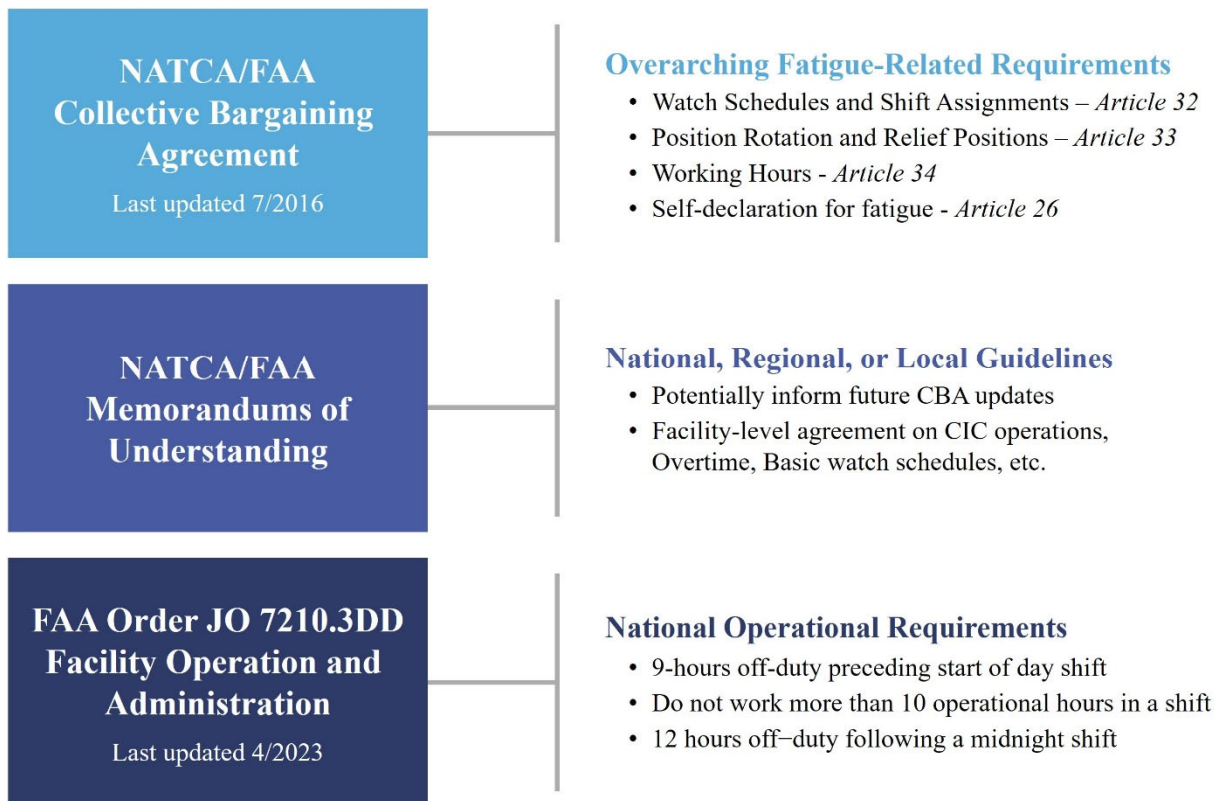 NATCA/FAA
Collective Bargaining
Agreement
Last updated 7/2016
Overarching Fatigue-Related Requirements
• Watch Schedules and Shift Assignments – Article 32
• Position Rotation and Relief Positions – Article 33
• Working Hours - Article 34
• Self-declaration for fatigue - Article 26
NATCA/FAA
Memorandums of
Understanding
National, Regional, or Local Guidelines
• Potentially inform future CBA updates
• Facility-level agreement on CIC operations,
Overtime, Basic watch schedules, etc.
FAA Order JO 7210.3DD
Facility Operation and
Administration
Last updated 4/2023
National Operational Requirements
• 9-hours off-duty preceding start of day shift
• Do not work more than 10 operational hours in a shift
• 12 hours off−duty following a midnight shift